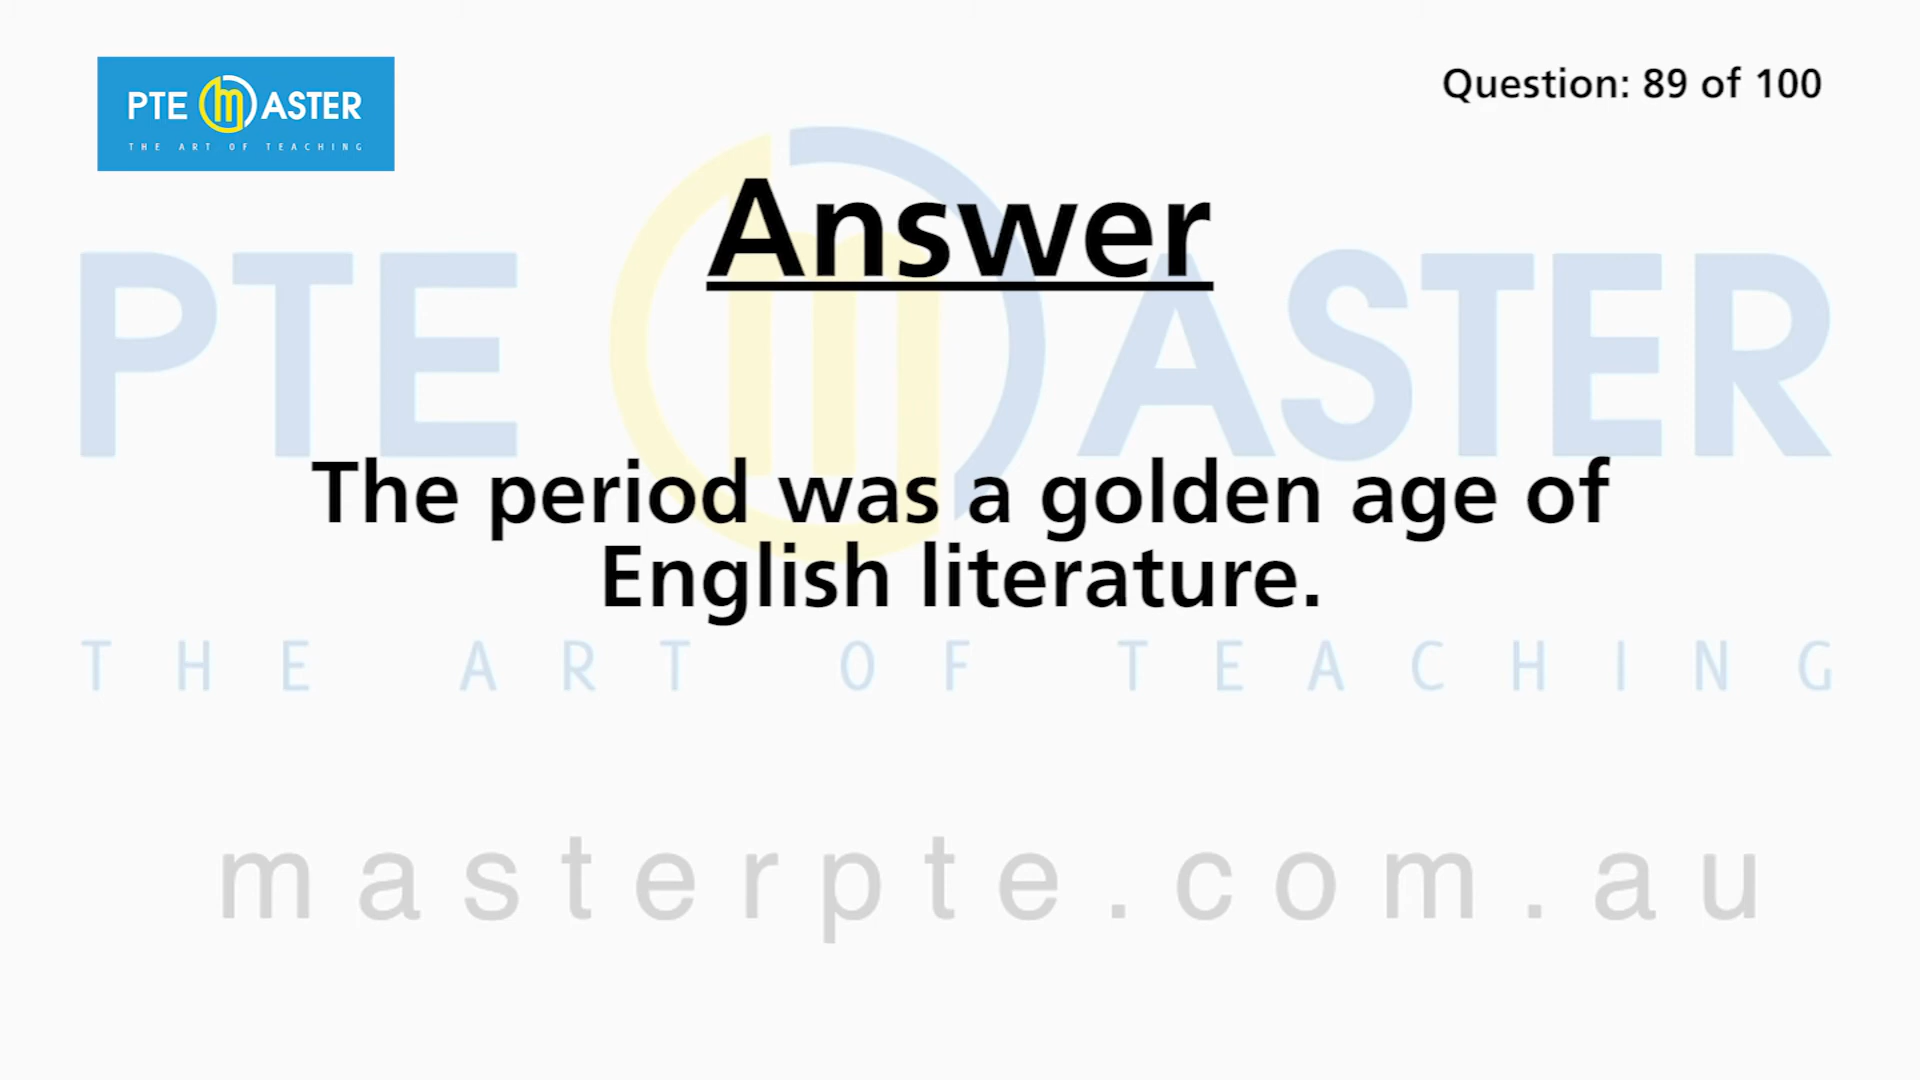 PTE MASTER
THE ART OF TEACHING
Question: 89 of 100
Answer
PTE MASTER
The period was a golden age of
English literature.
THE ART OF TEACHING
masterpte.com.au